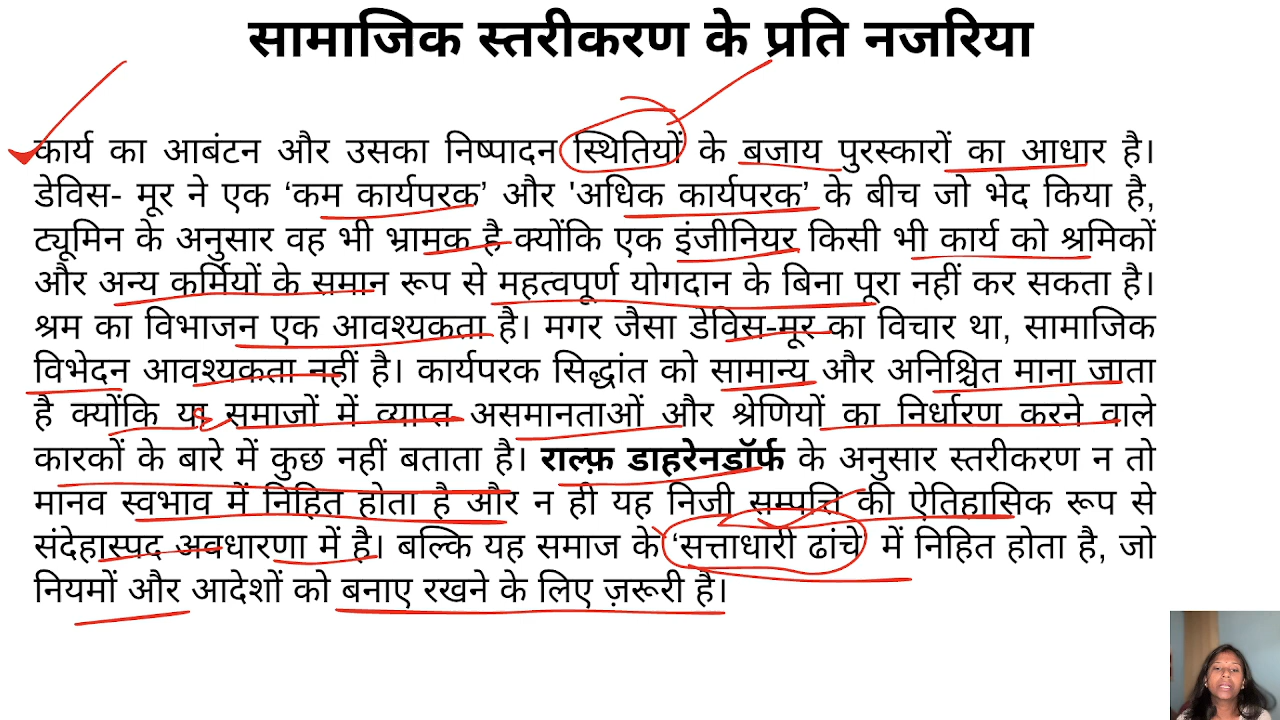 सामाजिक स्तरीकरण के प्रति नजरिया
कार्य का आबंटन और उसका निष्पादन स्थितियों के बजाय पुरस्कारों का आधार है।
डेविस- मूर ने एक ‘कम कार्यपरक’ और 'अधिक कार्यपरक’ के बीच जो भेद किया है,
ट्यूमिन के अनुसार वह भी भ्रामक है क्योंकि एक इंजीनियर किसी भी कार्य को श्रमिकों
और अन्य कर्मियों के समान रूप से महत्वपूर्ण योगदान के बिना पूरा नहीं कर सकता है।
श्रम का विभाजन एक आवश्यकता है। मगर जैसा डेविस-मूर का विचार था, सामाजिक
विभेदन आवश्यकता नहीं है। कार्यपरक सिद्धांत को सामान्य और अनिश्चित माना जाता
है क्योंकि यह समाजों में व्याप्त असमानताओं और श्रेणियों का निर्धारण करने वाले
कारकों के बारे में कुछ नहीं बताता है। राल्फ़ डाहरेनडॉर्फ के अनुसार स्तरीकरण न तो
मानव स्वभाव में निहित होता है और न ही यह निजी सम्पत्ति की ऐतिहासिक रूप से
संदेहास्पद अवधारणा में है। बल्कि यह समाज के ‘सत्ताधारी ढांचे’ में निहित होता है, जो
नियमों और आदेशों को बनाए रखने के लिए ज़रूरी है।